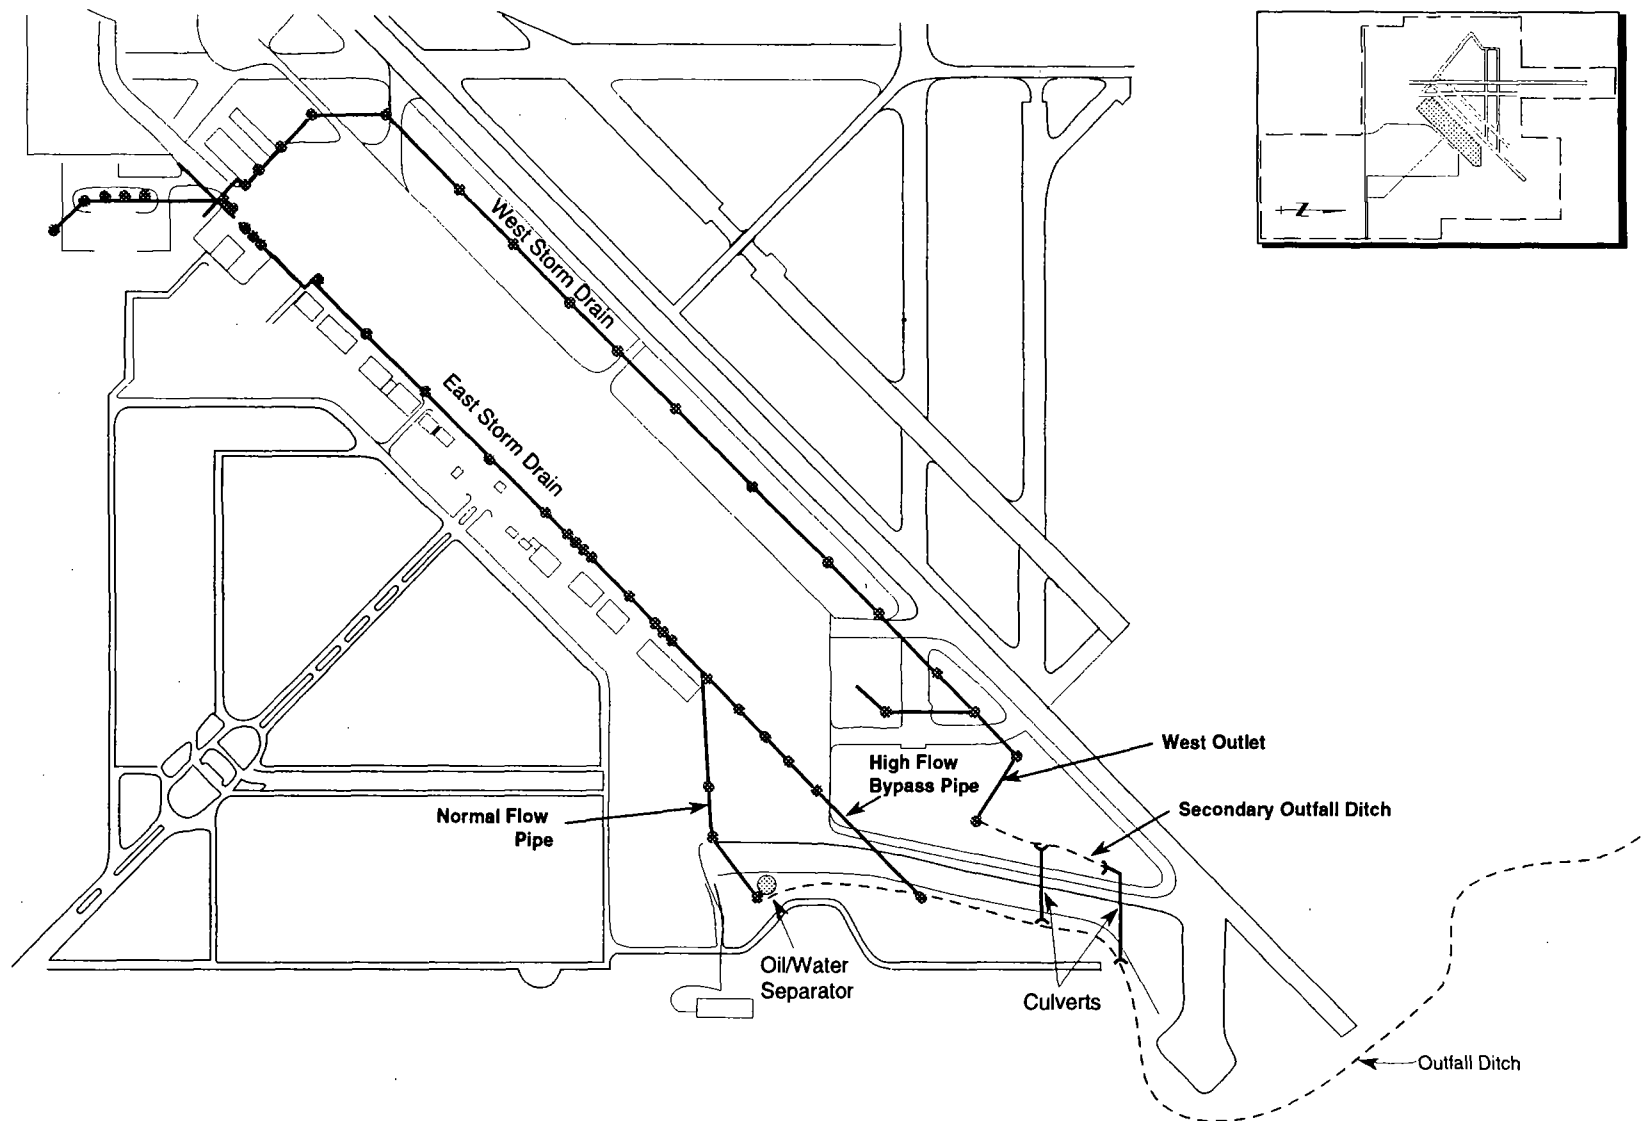 Z
West Storm Drain
East Storm Drain
West Outlet
High Flow
Bypass Pipe
Secondary Outfall Ditch
Normal Flow
Pipe
Oil/Water
Separator
Culverts
Outfall Ditch